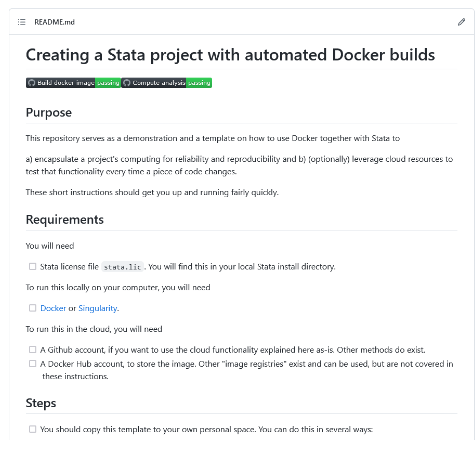 README.md
Creating a Stata project with automated Docker builds
Build docker image passing Compute analysis passing
Purpose
This repository serves as a demonstration and a template on how to use Docker together with Stata to
a) encapsulate a project's computing for reliability and reproducibility and b) (optionally) leverage cloud resources to
test that functionality every time a piece of code changes.
These short instructions should get you up and running fairly quickly.
Requirements
You will need
Stata license file stata.lic. You will find this in your local Stata install directory.
To run this locally on your computer, you will need
Docker or Singularity.
To run this in the cloud, you will need
A Github account, if you want to use the cloud functionality explained here as-is. Other methods do exist.
A Docker Hub account, to store the image. Other "image registries" exist and can be used, but are not covered in
these instructions.
Steps
You should copy this template to your own personal space. You can do this in several ways: